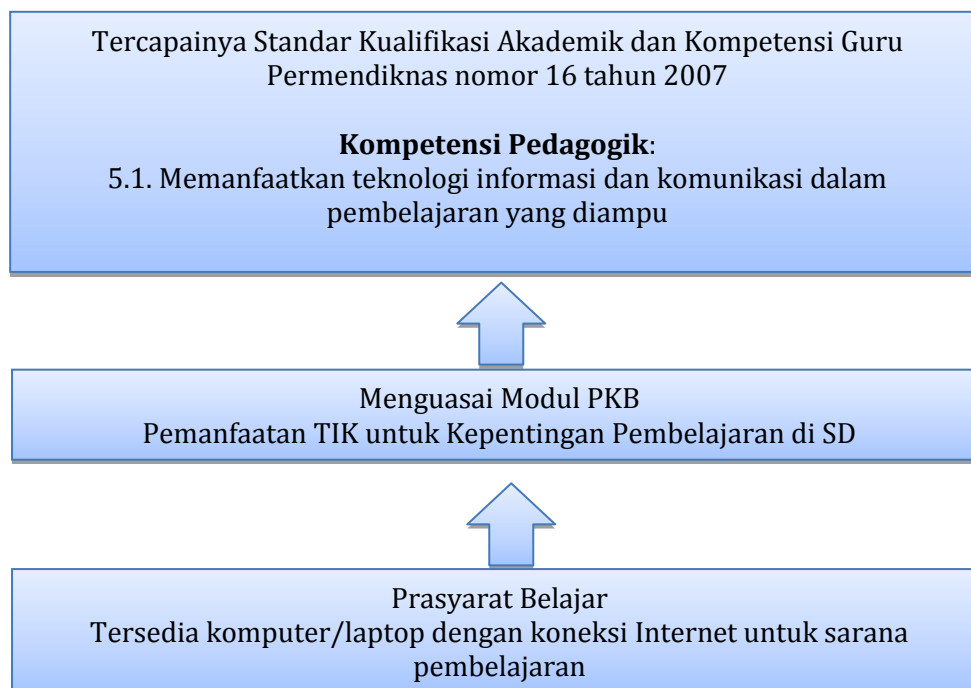 Tercapainya Standar Kualifikasi Akademik dan Kompetensi Guru
Permendiknas nomor 16 tahun 2007
Kompetensi Pedagogik:
5.1. Memanfaatkan teknologi informasi dan komunikasi dalam
pembelajaran yang diampu
Menguasai Modul PKB
Pemanfaatan TIK untuk Kepentingan Pembelajaran di SD
Prasyarat Belajar
Tersedia komputer/laptop dengan koneksi Internet untuk sarana
pembelajaran